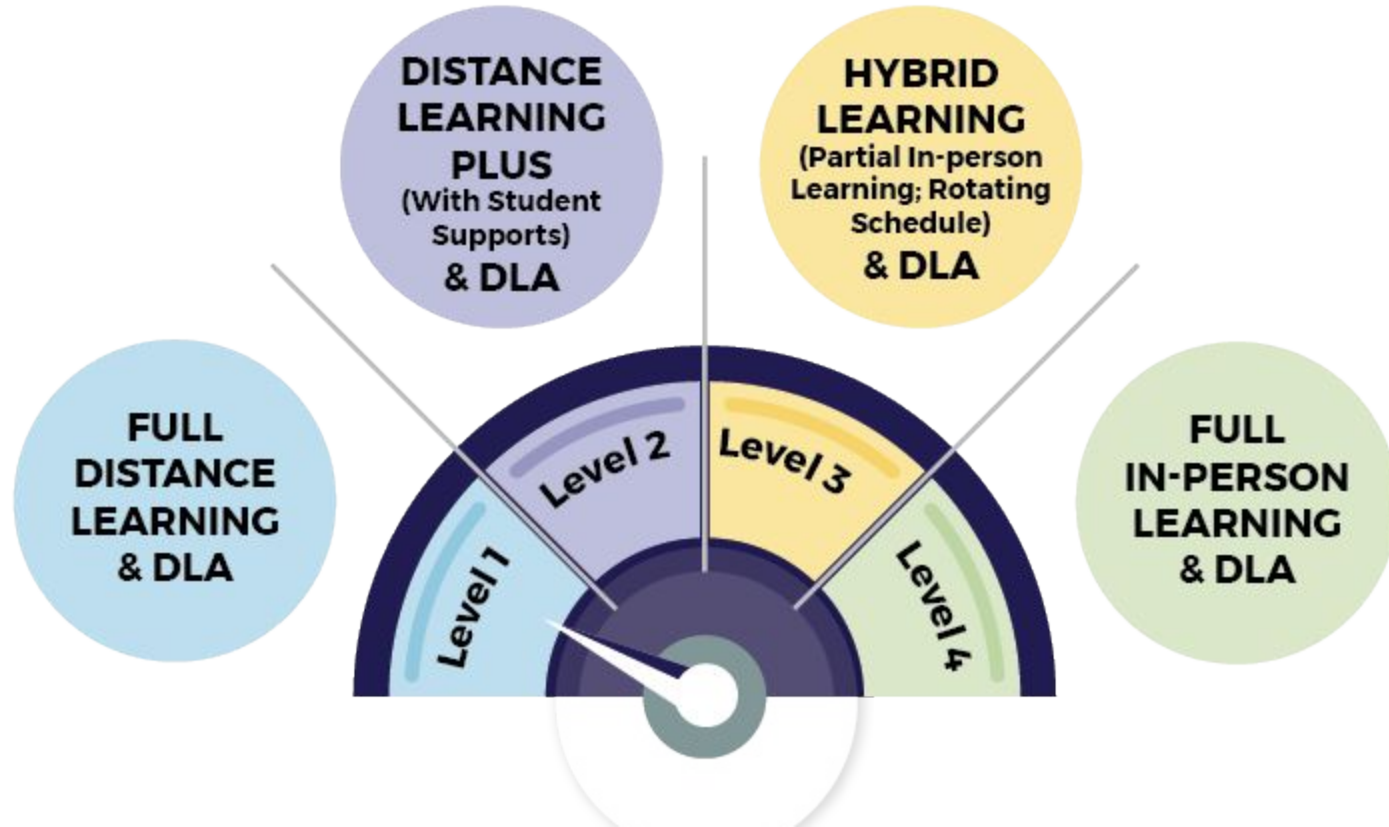 FULL
DISTANCE
LEARNING
& DLA
DISTANCE
LEARNING
PLUS
(With Student
Supports)
& DLA
HYBRID
LEARNING
(Partial In-person
Learning; Rotating
Schedule)
& DLA
FULL
IN-PERSON
LEARNING
& DLA
Level 1
Level 2
Level 3
Level 4